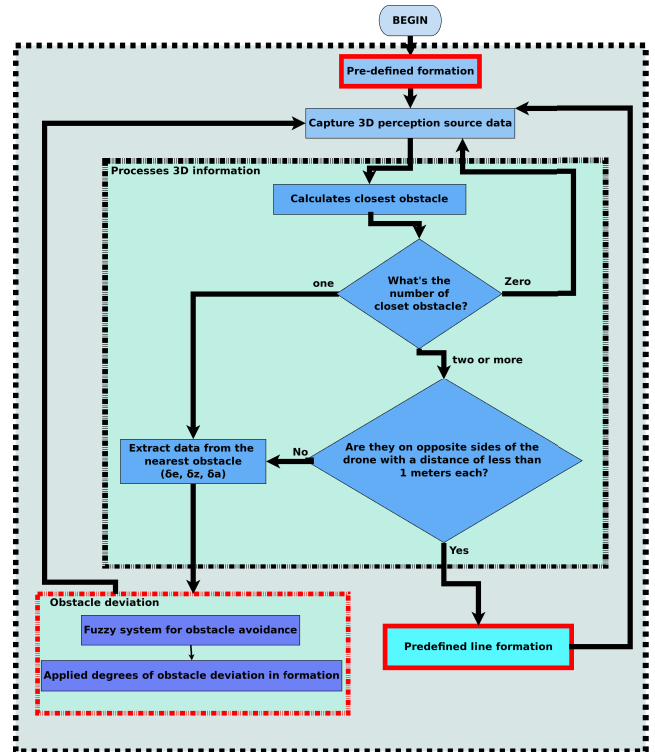 BEGIN
Pre-defined formation
Capture 3D perception source data
Processes 3D information
Calculates closest obstacle
What's the
number of
closet obstacle?
one
Zero
two or more
Are they on opposite sides of the
drone with a distance of less than
1 meters each?
No
Extract data from the
nearest obstacle
(δe, δz, δa)
Yes
Obstacle deviation
Fuzzy system for obstacle avoidance
Applied degrees of obstacle deviation in formation
Predefined line formation